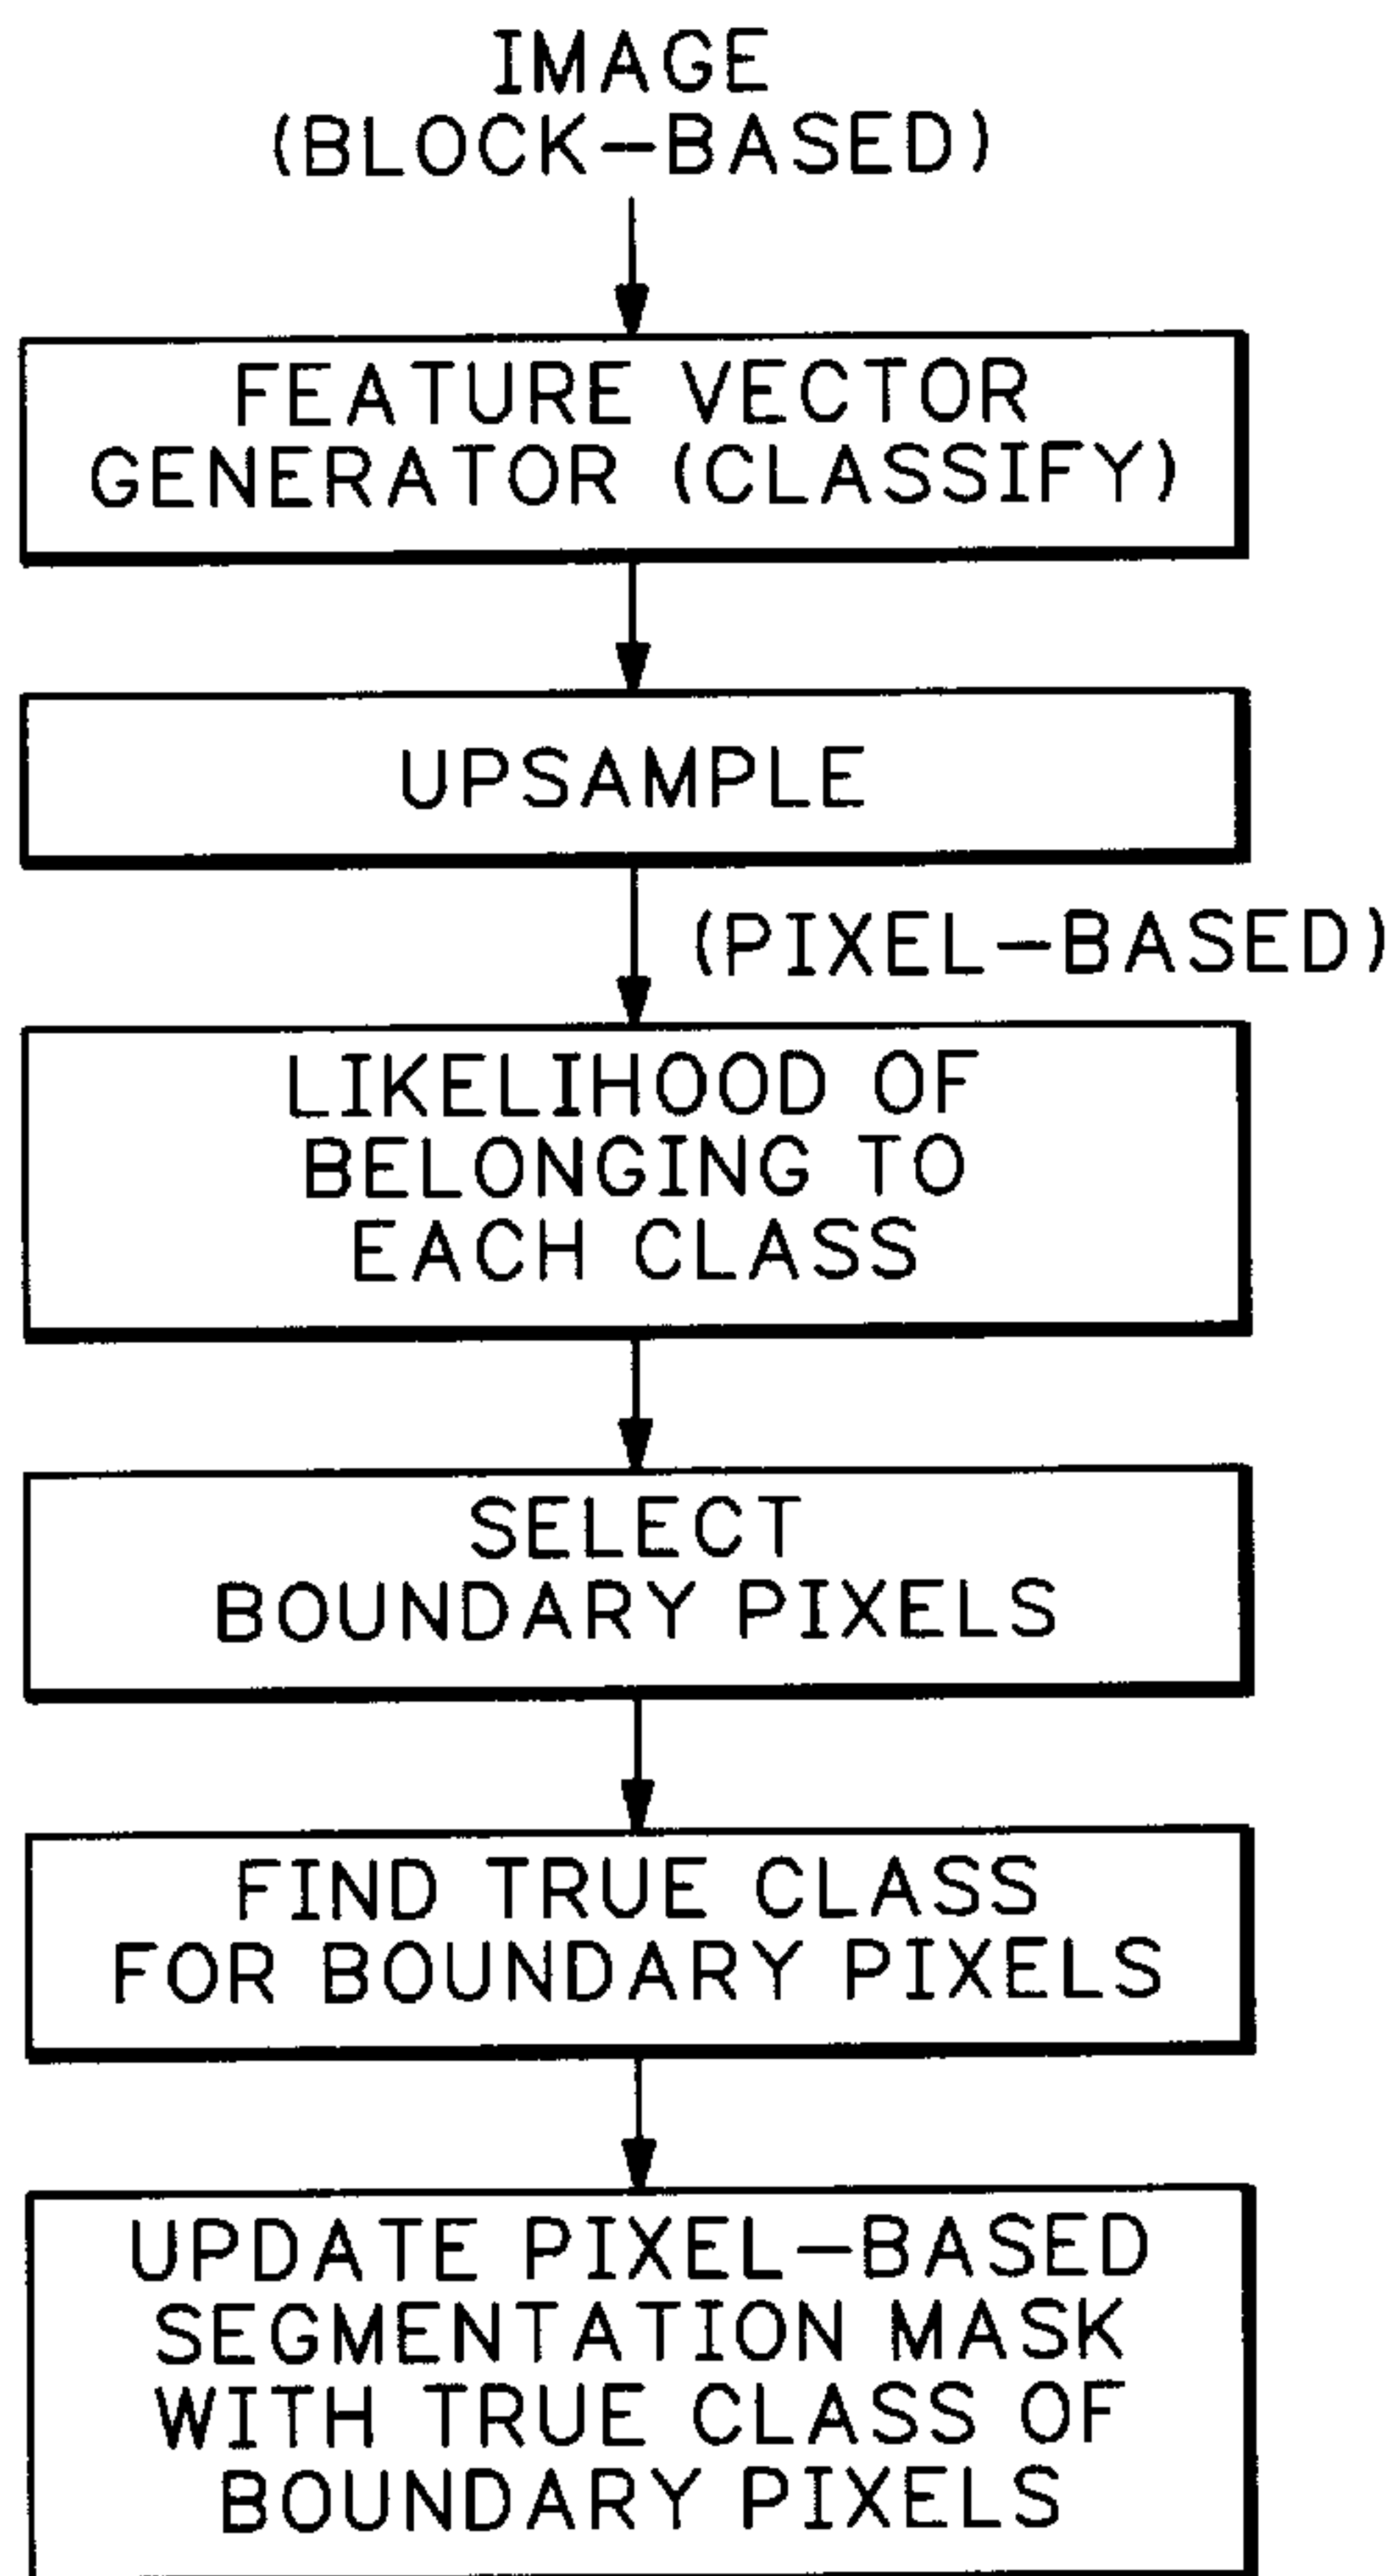 IMAGE
(BLOCK-BASED)
FEATURE VECTOR
GENERATOR (CLASSIFY)
UPSAMPLE
(PIXEL-BASED)
LIKELIHOOD OF
BELONGING TO
EACH CLASS
SELECT
BOUNDARY PIXELS
FIND TRUE CLASS
FOR BOUNDARY PIXELS
UPDATE PIXEL-BASED
SEGMENTATION MASK
WITH TRUE CLASS OF
BOUNDARY PIXELS